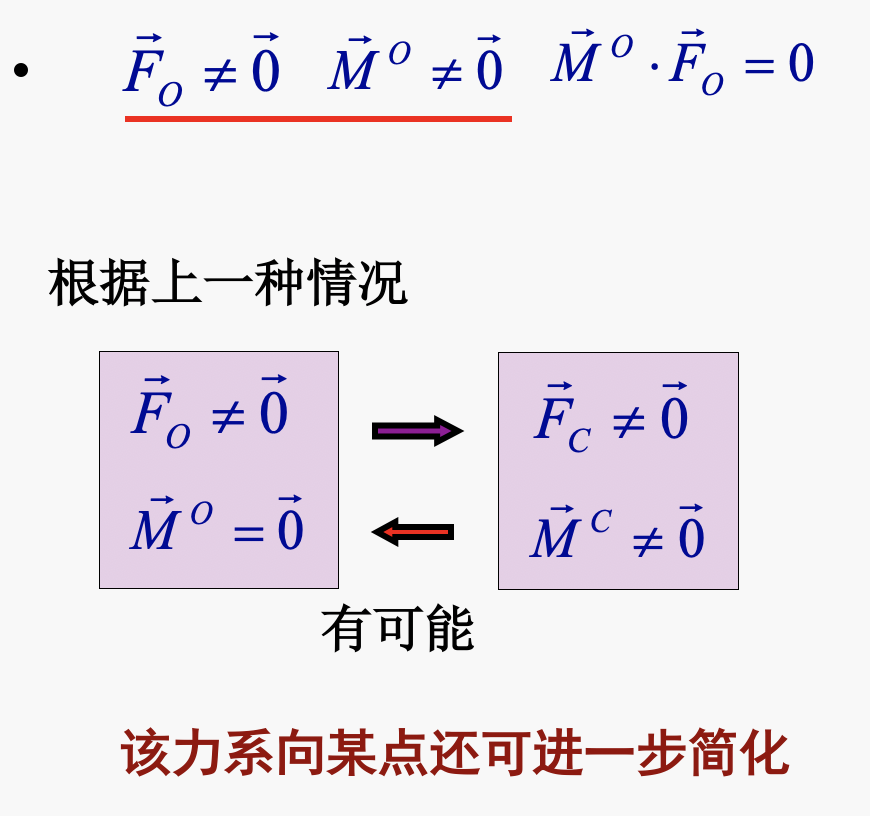 • $\vec{F}_O \neq \vec{0}$ $\vec{M}^O \neq \vec{0}$ $\vec{M}^O \cdot \vec{F}_O = 0$
根据上一种情况
$\vec{F}_O \neq \vec{0}$ $\vec{F}_C \neq \vec{0}$
$\vec{M}^O = \vec{0}$ $\vec{M}^C \neq \vec{0}$
有可能
该力系向某点还可进一步简化